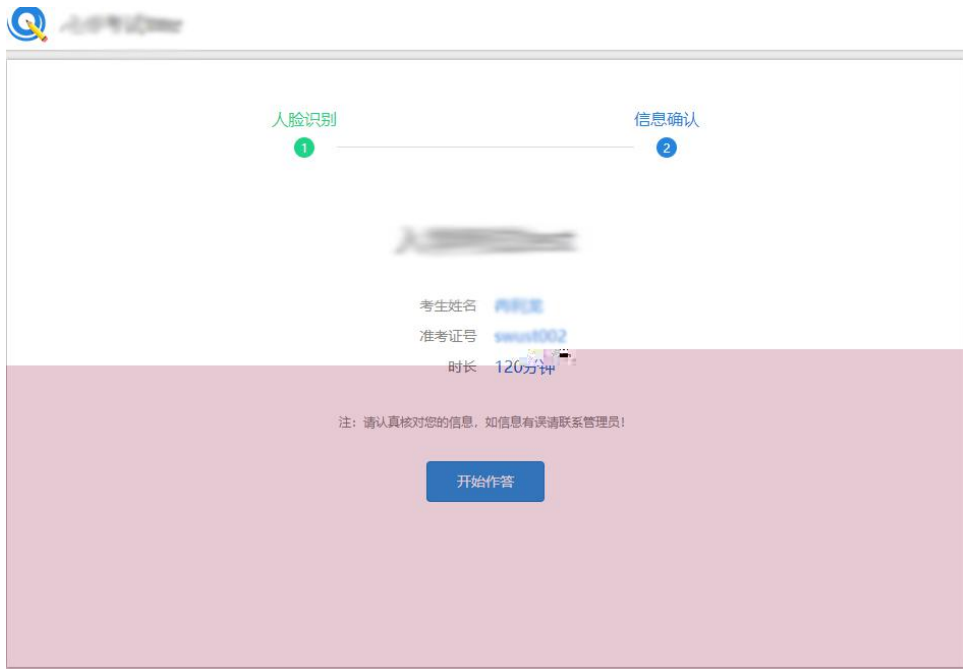 人脸识别 信息确认
1 2
考生姓名
准考证号 swust002
时长 120分钟
注：请认真核对您的信息，如信息有误请联系管理员！
开始作答